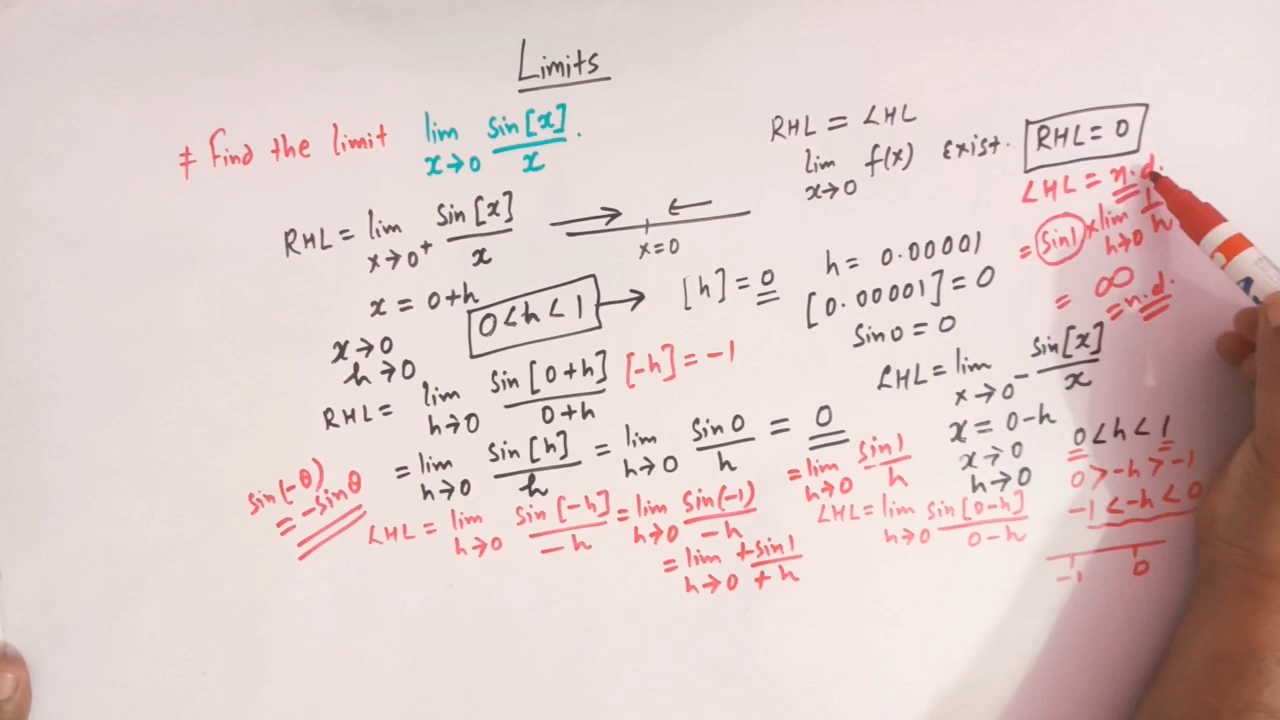 Limits
# Find the limit lim x→0 sin[x]/x.
RHL = lim x→0⁺ sin[x]/x
x=0
x = 0+h
0<h<1 → [h] = 0
x→0
h→0
RHL = lim h→0 sin[0+h]/0+h
[-h] = -1
= lim h→0 sin[h]/h = lim h→0 sin0/h = 0
sin(-θ)
= -sinθ
LHL = lim h→0 sin[-h]/-h = lim h→0 sin(-1)/-h
= lim h→0 +sin1/+h
= lim h→0 sin1/h
RHL = LHL
lim x→0 f(x) exist.
RHL = 0
LHL = n.d.
= sin1 × lim h→0 1/h
= ∞
= n.d.
h = 0.00001
[0.00001] = 0
sin0 = 0
LHL = lim x→0⁻ sin[x]/x
x = 0-h
x→0
h→0
0<h<1
0>-h>-1
-1<-h<0
LHL = lim h→0 sin[0-h]/0-h
-1 0